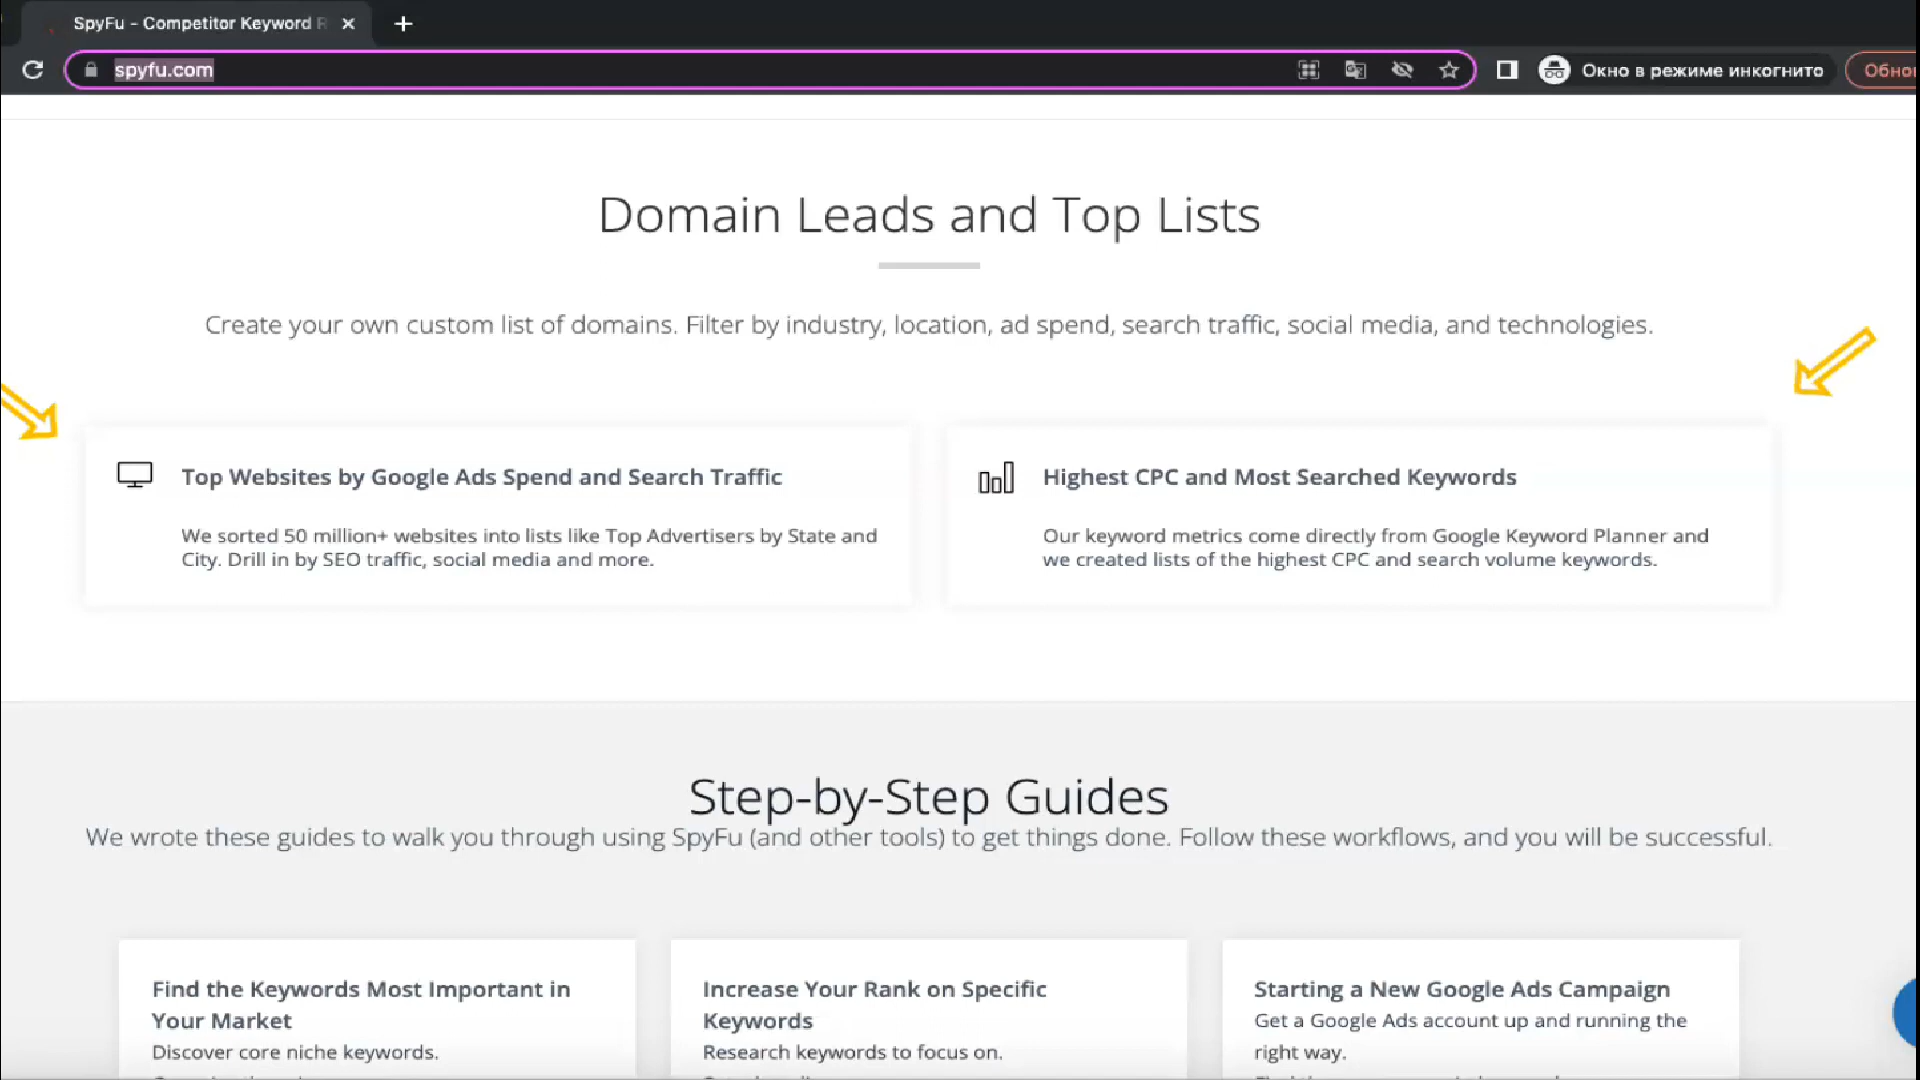 SpyFu - Competitor Keyword R
spyfu.com
Окно в режиме инкогнито
Обно
Domain Leads and Top Lists
Create your own custom list of domains. Filter by industry, location, ad spend, search traffic, social media, and technologies.
Top Websites by Google Ads Spend and Search Traffic
We sorted 50 million+ websites into lists like Top Advertisers by State and
City. Drill in by SEO traffic, social media and more.
Highest CPC and Most Searched Keywords
Our keyword metrics come directly from Google Keyword Planner and
we created lists of the highest CPC and search volume keywords.
Step-by-Step Guides
We wrote these guides to walk you through using SpyFu (and other tools) to get things done. Follow these workflows, and you will be successful.
Find the Keywords Most Important in
Your Market
Discover core niche keywords.
Increase Your Rank on Specific
Keywords
Research keywords to focus on.
Starting a New Google Ads Campaign
Get a Google Ads account up and running the
right way.